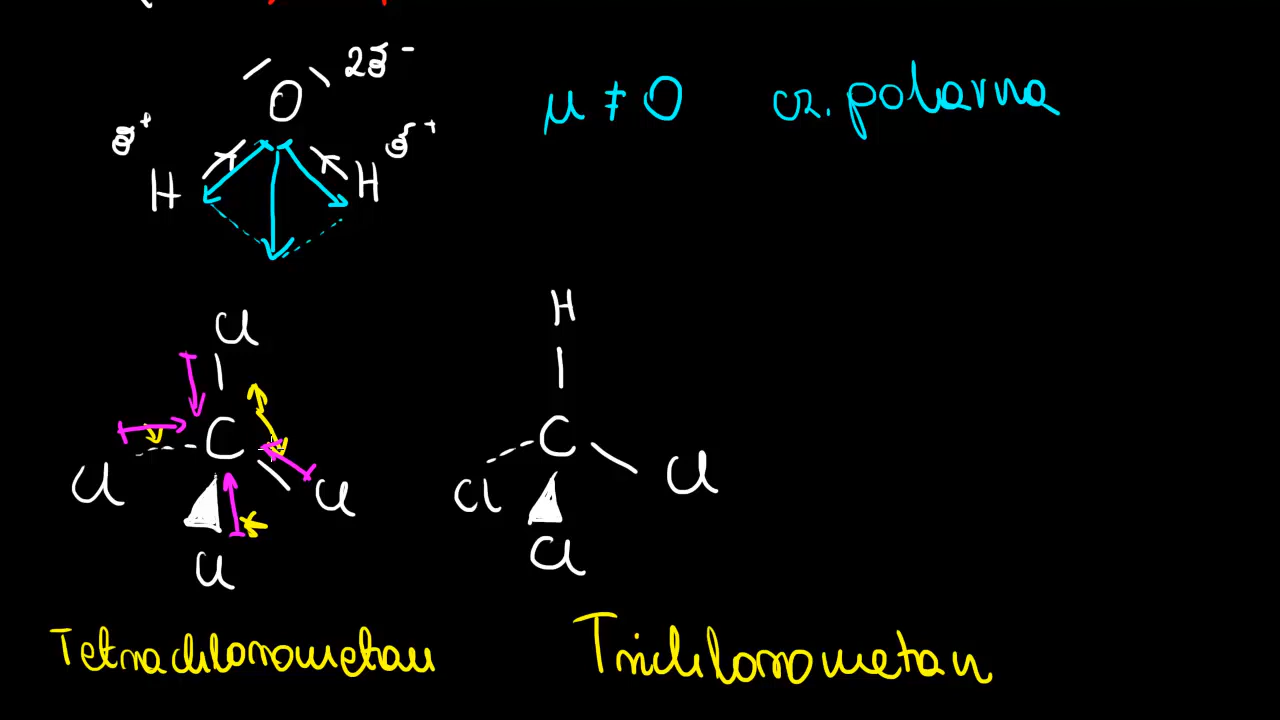 2δ-
O
μ ≠ 0 cz. polarna
δ+ δ+
H H
Cl H
C C
Cl Cl Cl Cl
Cl Cl
Tetrachlorometan Trichlorometan